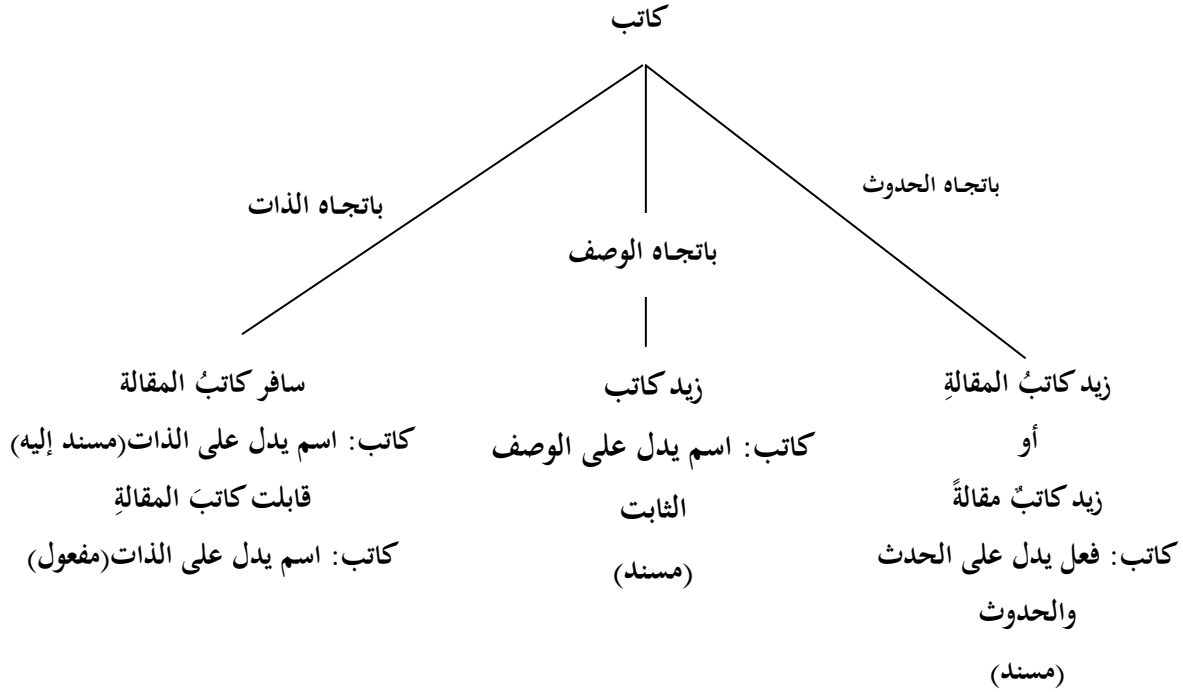 كاتب
باتجاه الحدوث
باتجاه الوصف
باتجاه الذات
زيد كاتبُ المقالةِ
أو
زيد كاتبٌ مقالةً
كاتب: فعل يدل على الحدث
والحدوث
(مسند)
زيد كاتب
كاتب: اسم يدل على الوصف
الثابت
(مسند)
سافر كاتبُ المقالة
كاتب: اسم يدل على الذات(مسند إليه)
قابلت كاتبَ المقالةِ
كاتب: اسم يدل على الذات(مفعول)